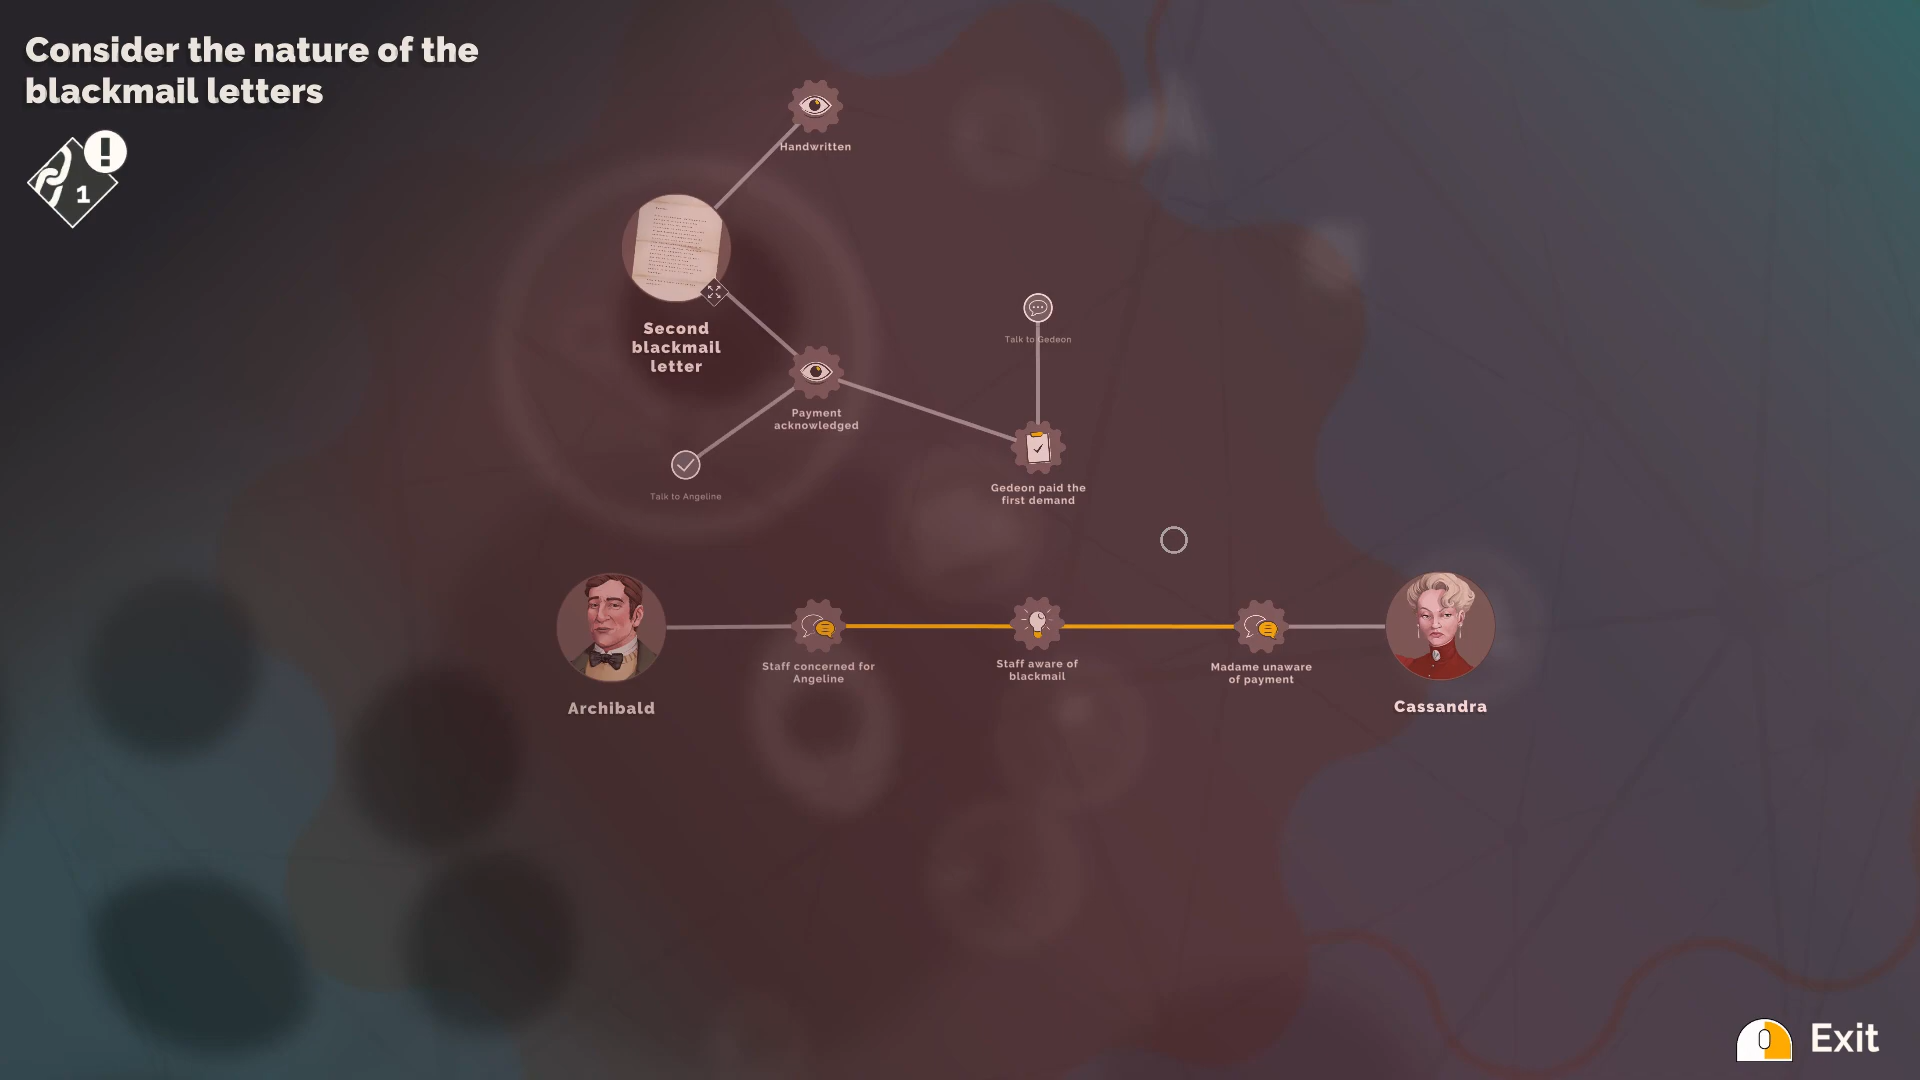 Consider the nature of the
blackmail letters
1
Handwritten
Second
blackmail
letter
Talk to Gedeon
Payment
acknowledged
Talk to Angeline
Gedeon paid the
first demand
Staff concerned for
Angeline
Staff aware of
blackmail
Madame unaware
of payment
Archibald
Cassandra
Exit